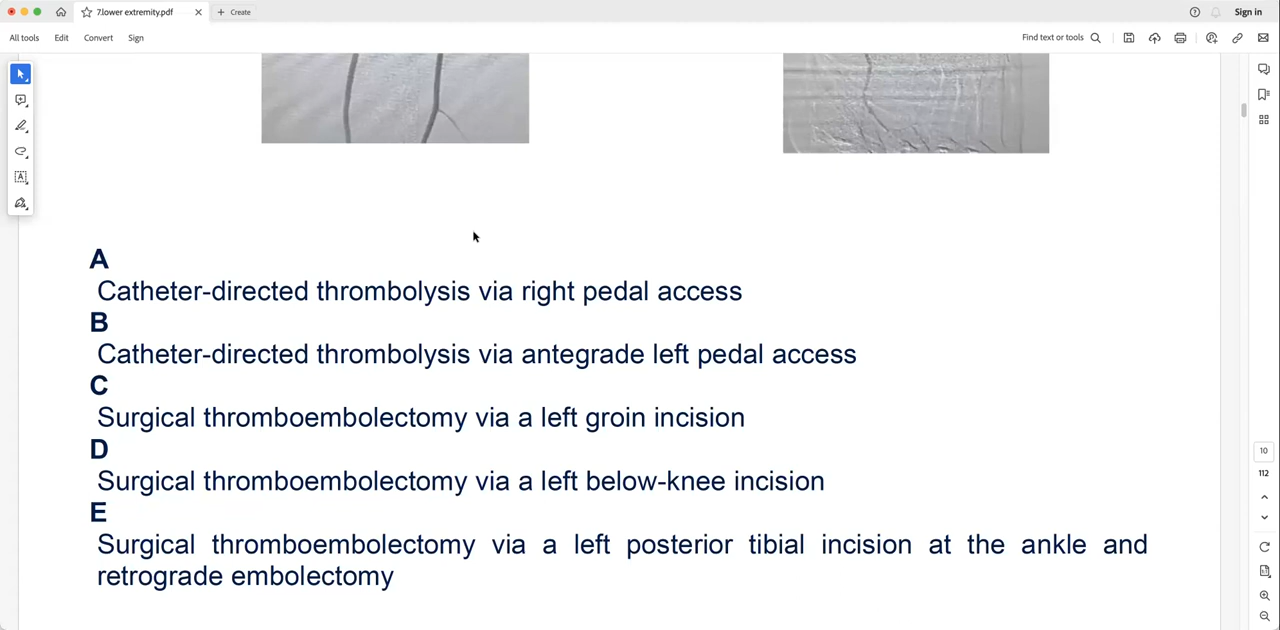 7.lower extremity.pdf
Create
Sign in
All tools
Edit
Convert
Sign
Find text or tools
A
Catheter-directed thrombolysis via right pedal access
B
Catheter-directed thrombolysis via antegrade left pedal access
C
Surgical thromboembolectomy via a left groin incision
D
Surgical thromboembolectomy via a left below-knee incision
E
Surgical thromboembolectomy via a left posterior tibial incision at the ankle and
retrograde embolectomy
10
112